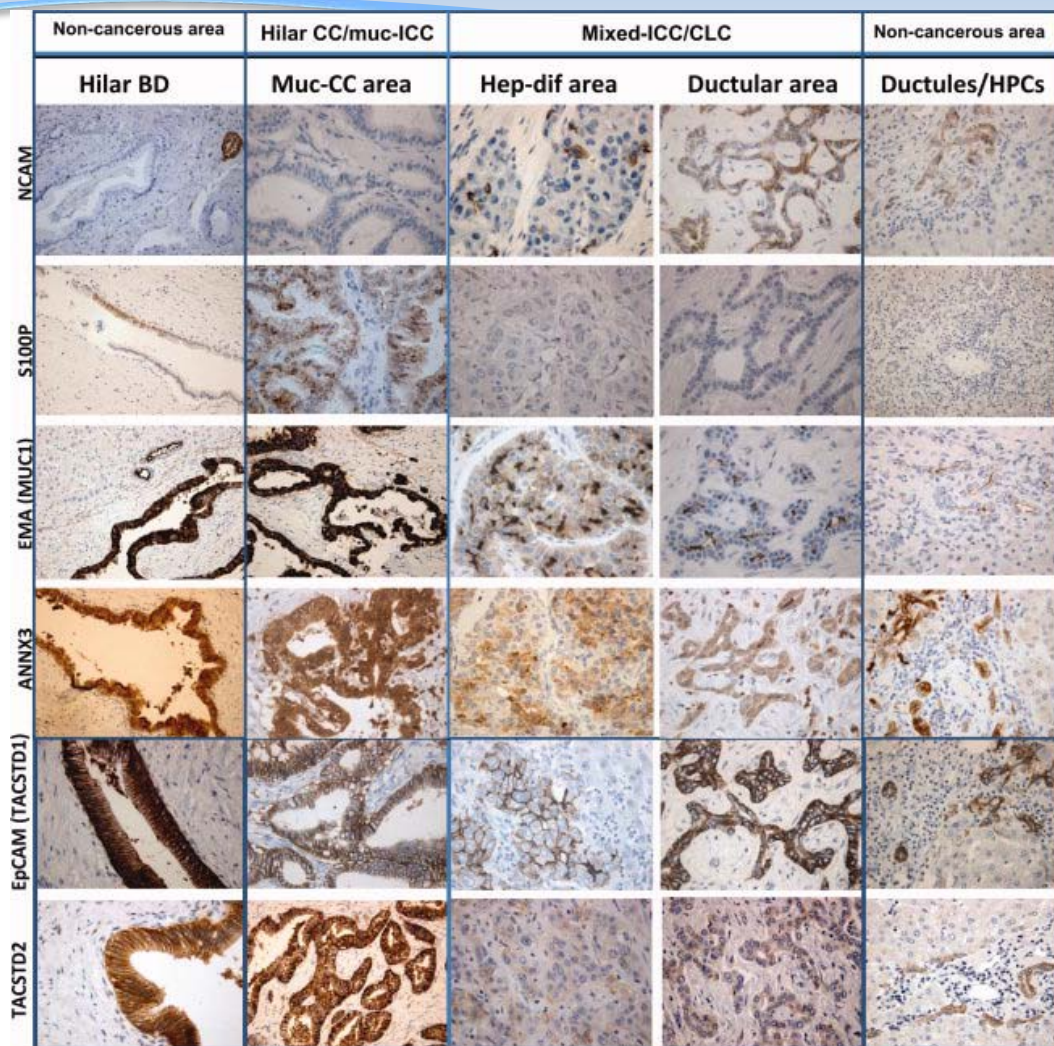 Non-cancerous area Hilar CC/muc-ICC Mixed-ICC/CLC Non-cancerous area
Hilar BD Muc-CC area Hep-dif area Ductular area Ductules/HPCs
NCAM
S100P
EMA (MUC1)
ANNX3
EpCAM (TACSTD1)
TACSTD2